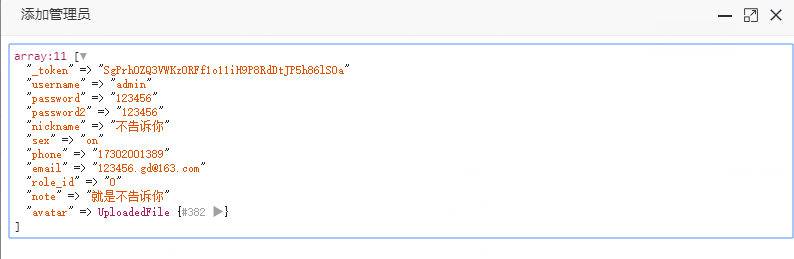 添加管理员
array:11 [▼
"_token" => "SgPrhOZQ3VWKzORFf1o11iH9P8RdDtJP5h86lSOa"
"username" => "admin"
"password" => "123456"
"password2" => "123456"
"nickname" => "不告诉你"
"sex" => "on"
"phone" => "17302001389"
"email" => "123456.gd@163.com"
"role_id" => "0"
"note" => "就是不告诉你"
"avatar" => UploadedFile {#382 ▶}
]